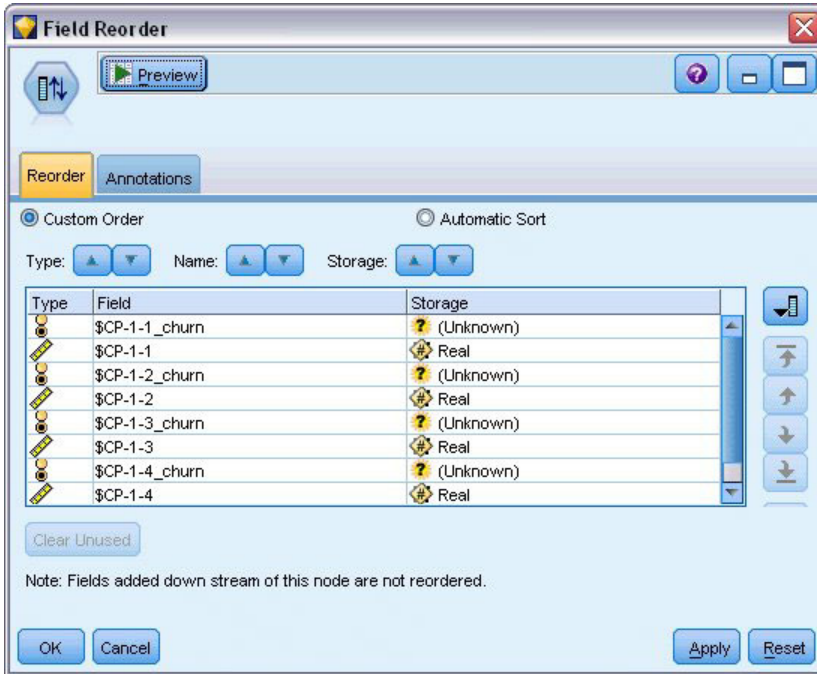 Field Reorder
Preview
Reorder Annotations
Custom Order Automatic Sort
Type: Name: Storage:
Type Field Storage
$CP-1-1_churn (Unknown)
$CP-1-1 Real
$CP-1-2_churn (Unknown)
$CP-1-2 Real
$CP-1-3_churn (Unknown)
$CP-1-3 Real
$CP-1-4_churn (Unknown)
$CP-1-4 Real
Clear Unused
Note: Fields added down stream of this node are not reordered.
OK Cancel Apply Reset